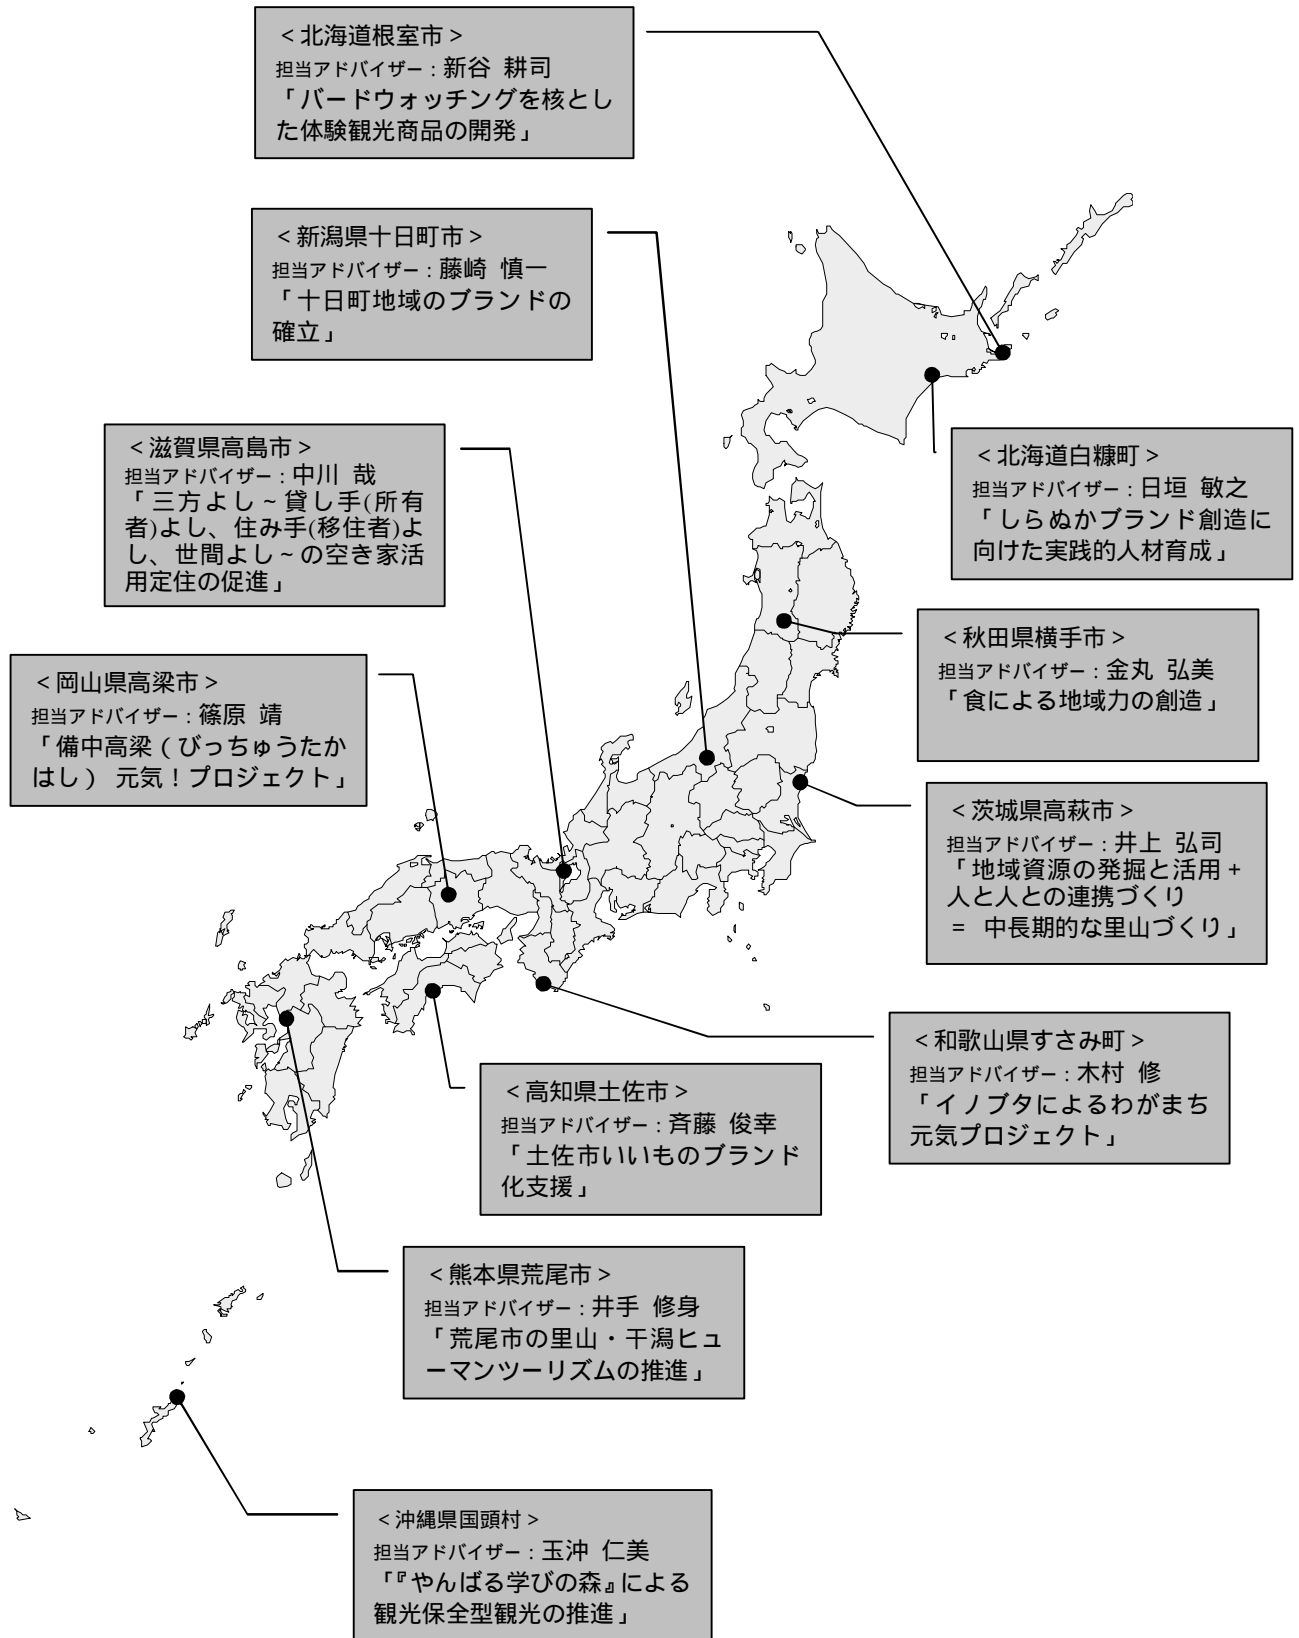 ＜北海道根室市＞
担当アドバイザー：新谷 耕司
「バードウォッチングを核とし
た体験観光商品の開発」
＜新潟県十日町市＞
担当アドバイザー：藤崎 慎一
「十日町地域のブランドの
確立」
＜滋賀県高島市＞
担当アドバイザー：中川 哉
「三方よし～貸し手(所有
者)よし、住み手(移住者)よ
し、世間よし～の空き家活
用定住の促進」
＜北海道白糠町＞
担当アドバイザー：日垣 敏之
「しらぬかブランド創造に
向けた実践的人材育成」
＜秋田県横手市＞
担当アドバイザー：金丸 弘美
「食による地域力の創造」
＜岡山県高梁市＞
担当アドバイザー：篠原 靖
「備中高梁（びっちゅうたか
はし） 元気！プロジェクト」
＜茨城県高萩市＞
担当アドバイザー：井上 弘司
「地域資源の発掘と活用+
人と人との連携づくり
= 中長期的な里山づくり」
＜和歌山県すさみ町＞
担当アドバイザー：木村 修
「イノブタによるわがまち
元気プロジェクト」
＜高知県土佐市＞
担当アドバイザー：斉藤 俊幸
「土佐市いいものブランド
化支援」
＜熊本県荒尾市＞
担当アドバイザー：井手 修身
「荒尾市の里山・干潟ヒュ
ーマンツーリズムの推進」
＜沖縄県国頭村＞
担当アドバイザー：玉沖 仁美
「『やんばる学びの森』による
観光保全型観光の推進」